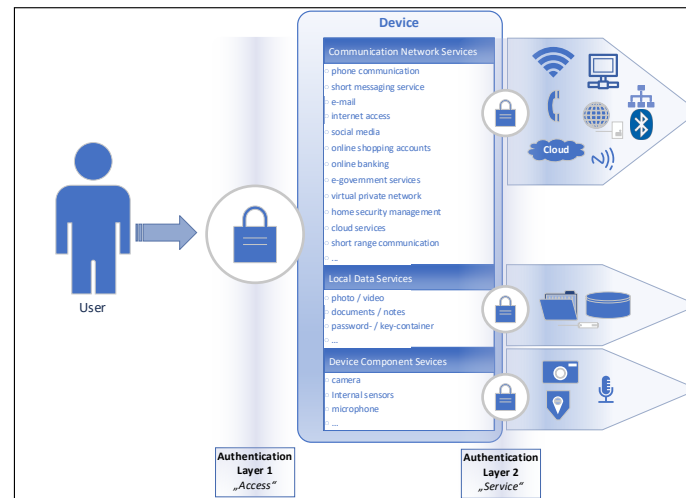 Device
Communication Network Services
phone communication
short messaging service
e-mail
internet access
social media
online shopping accounts
online banking
e-government services
virtual private network
home security management
cloud services
short range communication
...
Cloud
User
Local Data Services
photo / video
documents / notes
password- / key-container
...
Device Component Sevices
camera
Internal sensors
microphone
...
Authentication
Layer 1
„Access“
Authentication
Layer 2
„Service“